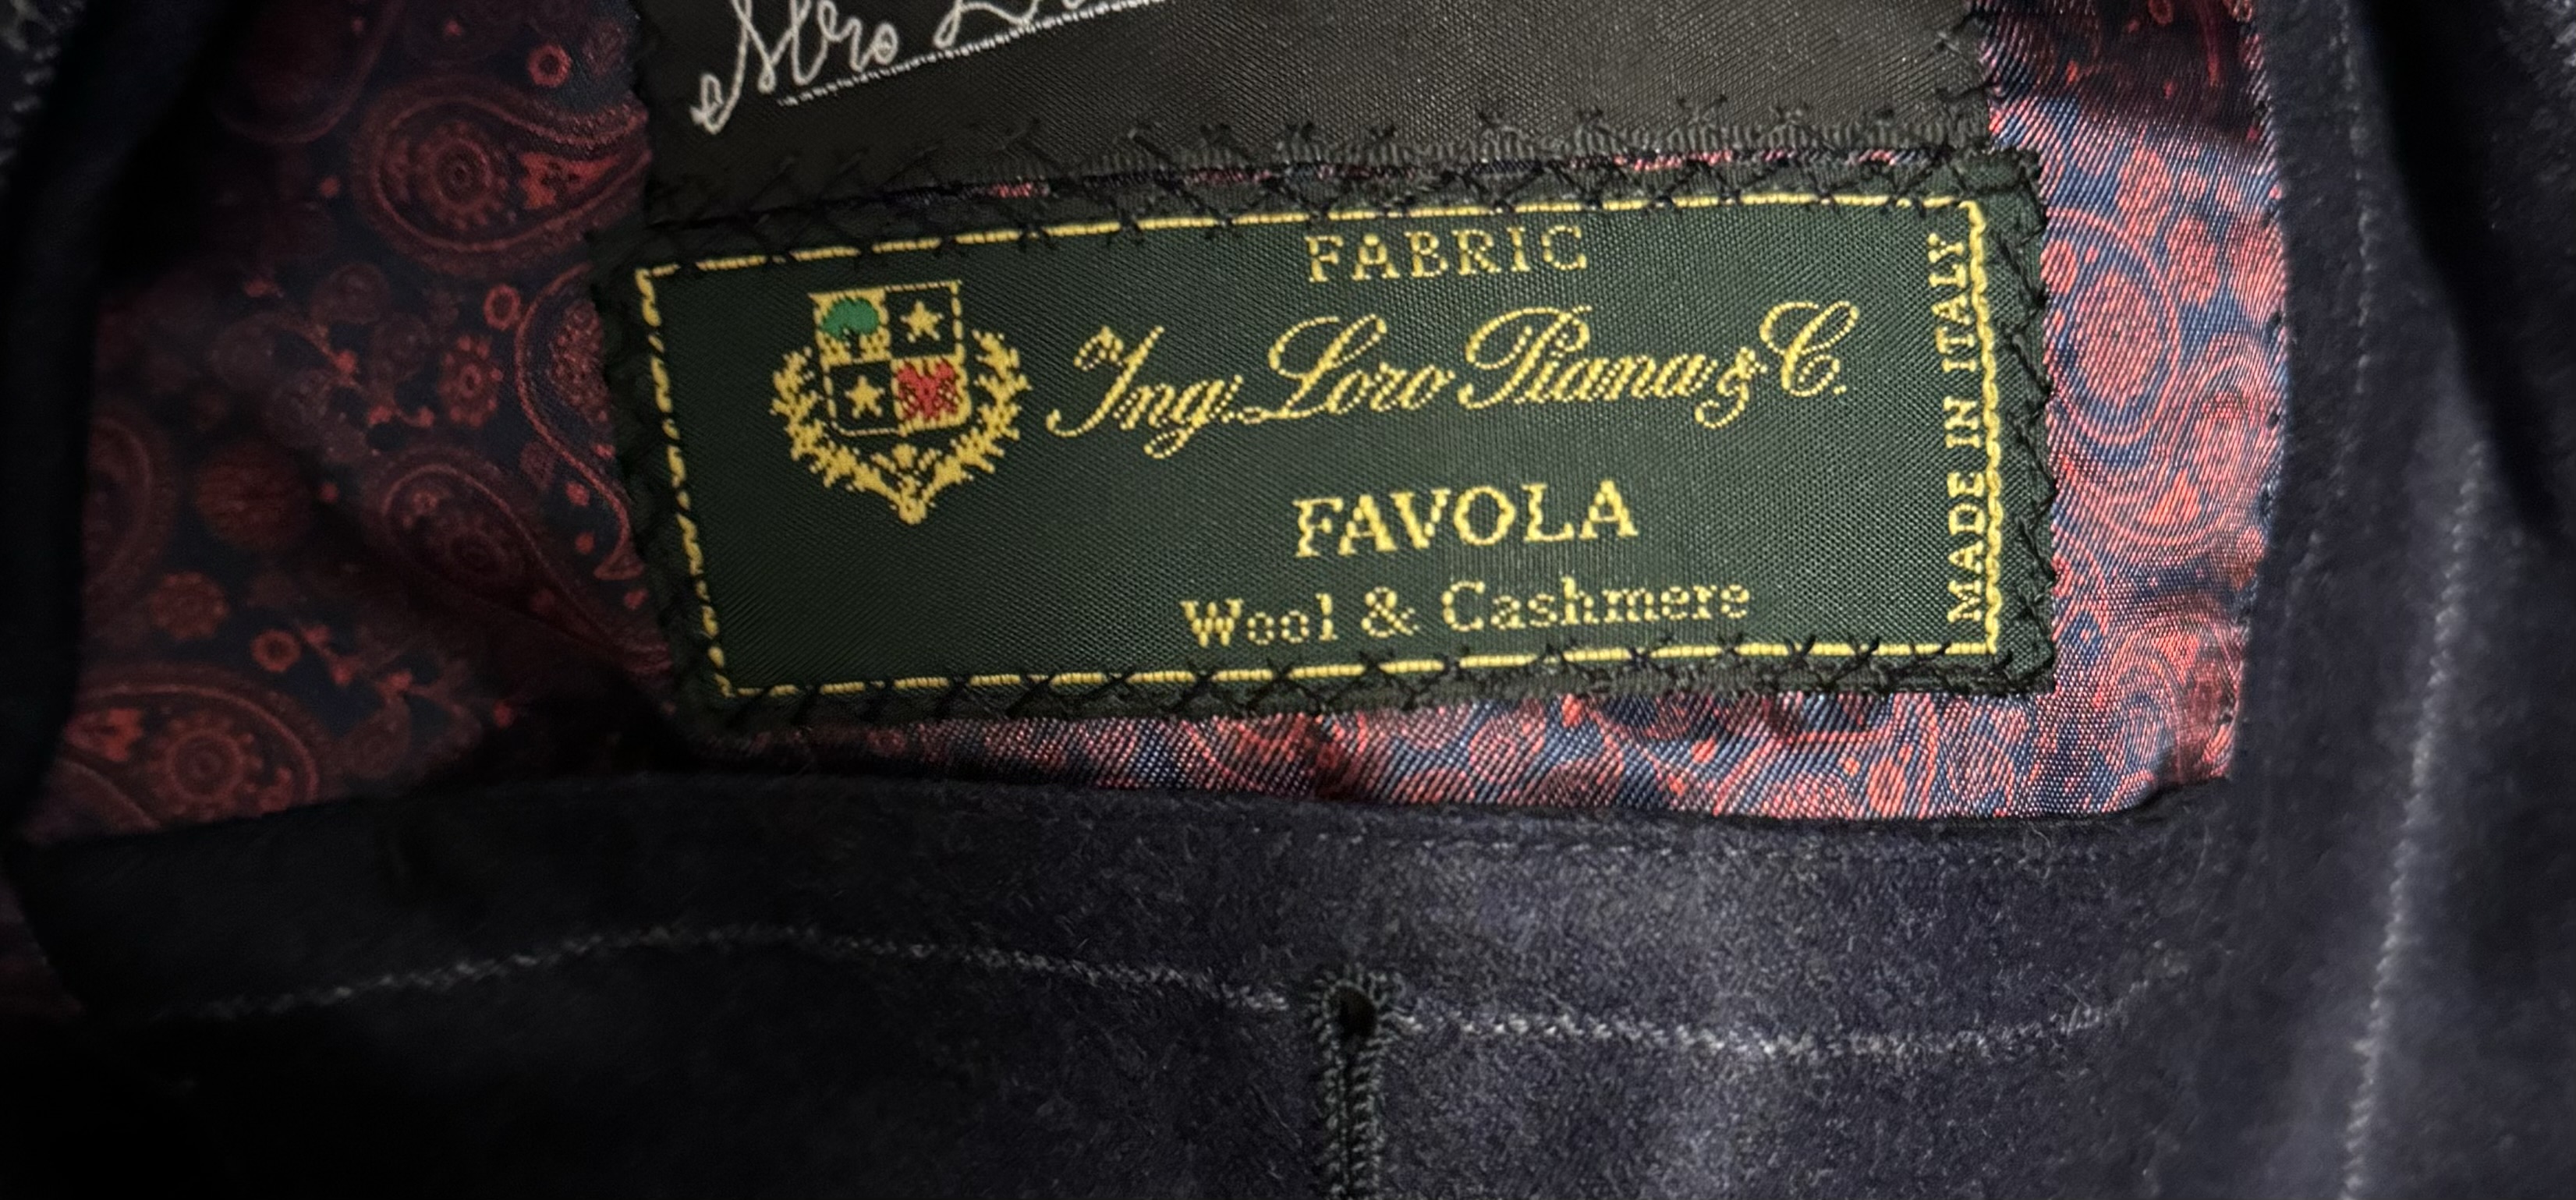 FABRIC
Ing. Loro Piana & C.
FAVOLA
Wool & Cashmere
MADE IN ITALY